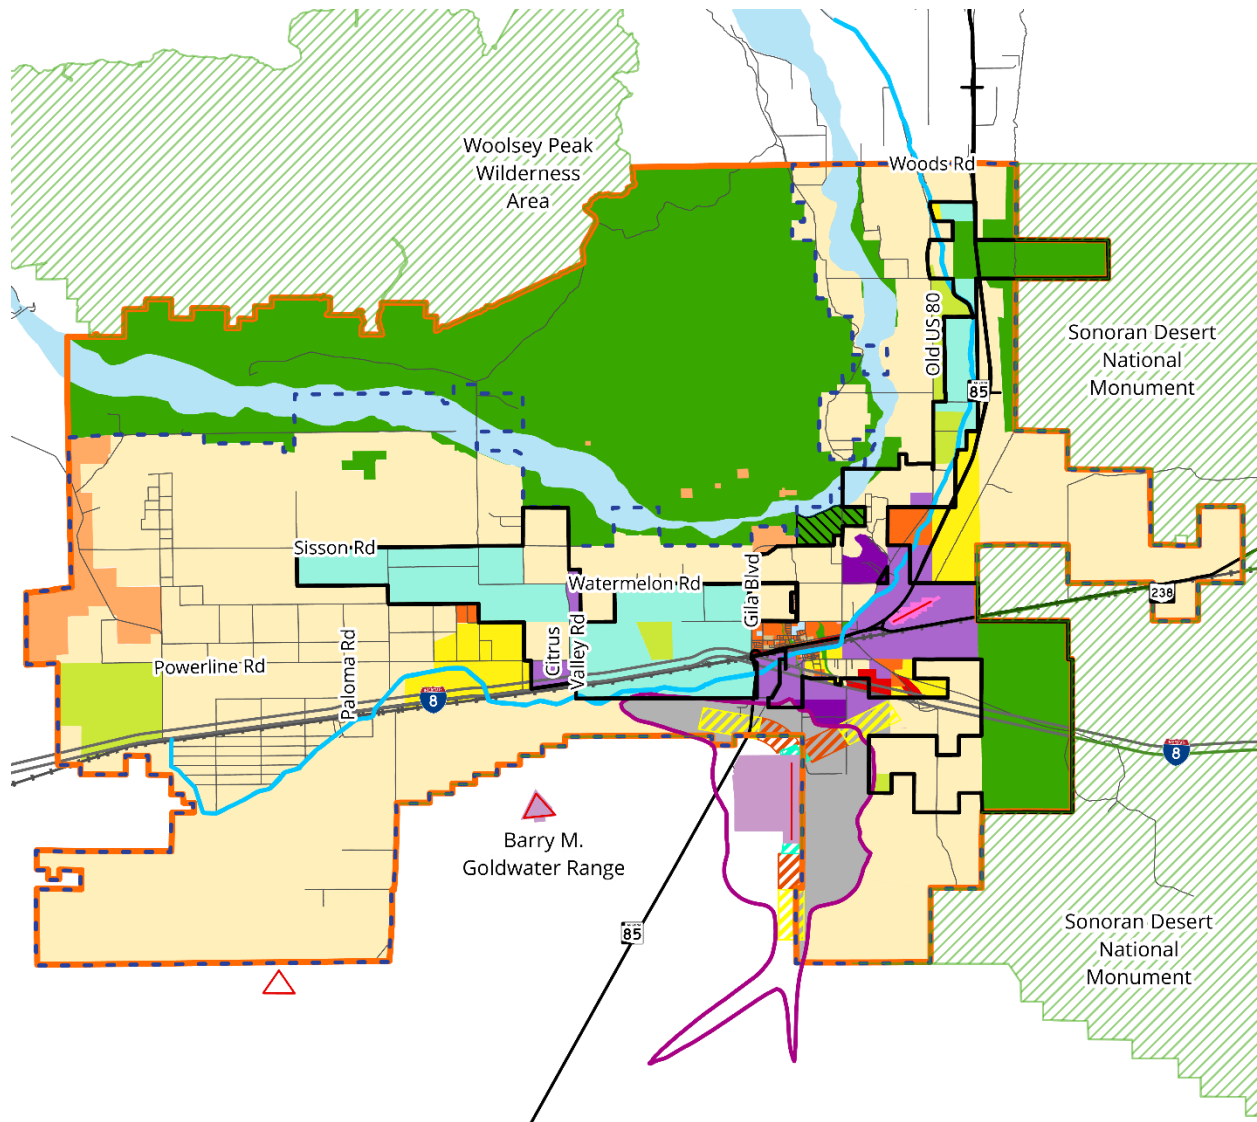 Woolsey Peak
Wilderness
Area
Woods Rd
Old US 80
Sonoran Desert
National
Monument
85
Sisson Rd
Watermelon Rd
Gila Blvd
238
Citrus
Valley Rd
Paloma Rd
Powerline Rd
8
8
Barry M.
Goldwater Range
85
Sonoran Desert
National
Monument